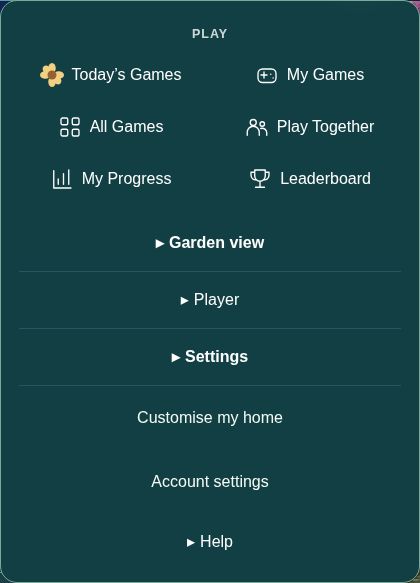 PLAY
Today’s Games
My Games
All Games
Play Together
My Progress
Leaderboard
▸ Garden view
▸ Player
▸ Settings
Customise my home
Account settings
▸ Help